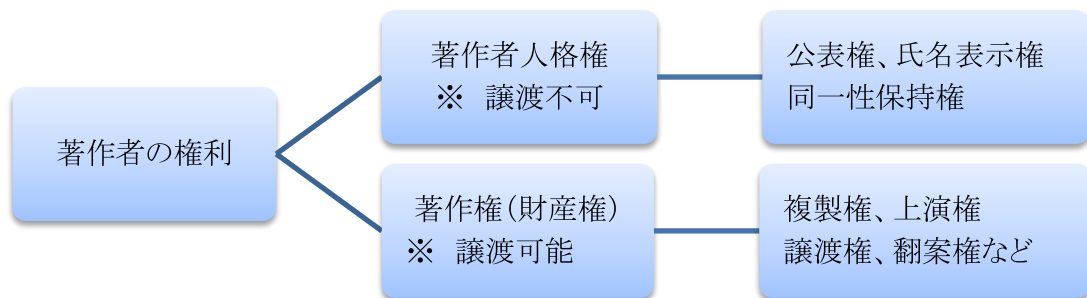 著作者の権利
著作者人格権
※ 譲渡不可
公表権、氏名表示権
同一性保持権
著作権(財産権)
※ 譲渡可能
複製権、上演権
譲渡権、翻案権など